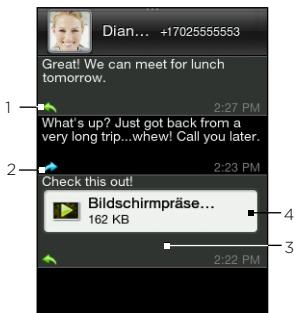 Dian... +17025555553
Great! We can meet for lunch
tomorrow.
1
2:27 PM
What's up? Just got back from a
very long trip...whew! Call you later.
2
2:23 PM
Check this out!
Bildschirmpräse...
162 KB
4
3
2:22 PM